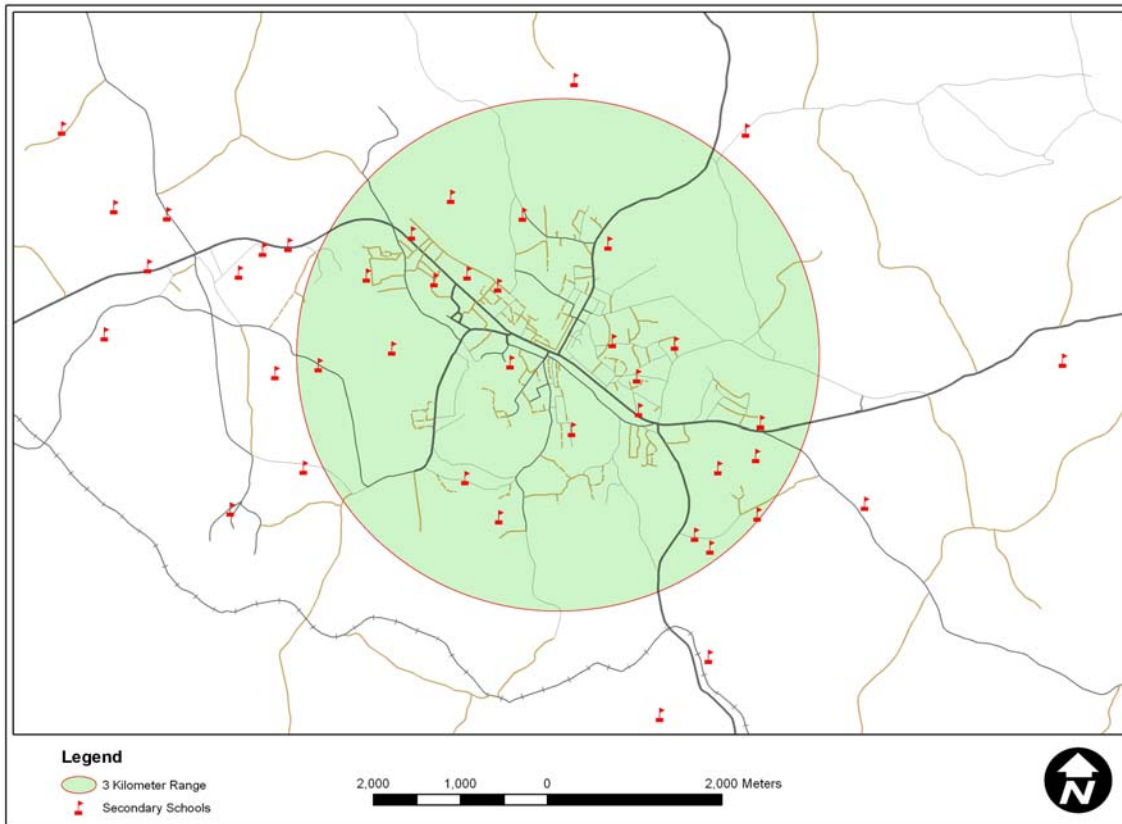 Legend
3 Kilometer Range
Secondary Schools
2,000 1,000 0 2,000 Meters
N